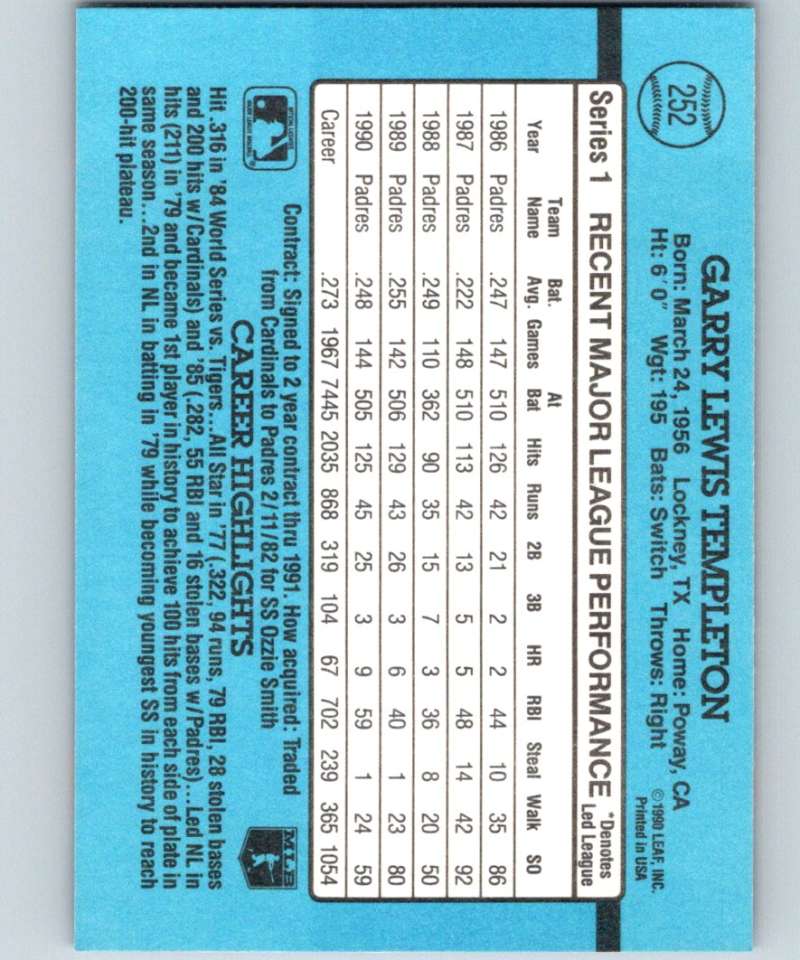 252
GARRY LEWIS TEMPLETON
Born: March 24, 1956 Lockney, TX Home: Poway, CA
Ht: 6'0" Wgt: 195 Bats: Switch Throws: Right
© 1990 LEAF, INC.
Printed in USA
Series 1 RECENT MAJOR LEAGUE PERFORMANCE *Denotes
Led League
Team Bat. At
Year Name Avg. Games Bat Hits Runs 2B 3B HR RBI Steal Walk SO
1986 Padres .247 147 510 126 42 21 2 2 44 10 35 86
1987 Padres .222 148 510 113 42 13 5 5 48 14 42 92
1988 Padres .249 110 362 90 35 15 7 3 36 8 20 50
1989 Padres .255 142 506 129 43 26 3 6 40 1 23 80
1990 Padres .248 144 505 125 45 25 3 9 59 1 24 59
Career .273 1967 7445 2035 868 319 104 67 702 239 365 1054
Contract: Signed to 2 year contract thru 1991. How acquired: Traded
from Cardinals to Padres 2/11/82 for SS Ozzie Smith
MLB
CAREER HIGHLIGHTS
Hit .316 in '84 World Series vs. Tigers...All Star in '77 (.322, 94 runs, 79 RBI, 28 stolen bases
and 200 hits w/Cardinals) and '85 (.282, 55 RBI and 16 stolen bases w/Padres)...Led NL in
hits (211) in '79 and became 1st player in history to achieve 100 hits from each side of plate in
same season...2nd in NL in batting in '79 while becoming youngest SS in history to reach
200-hit plateau.